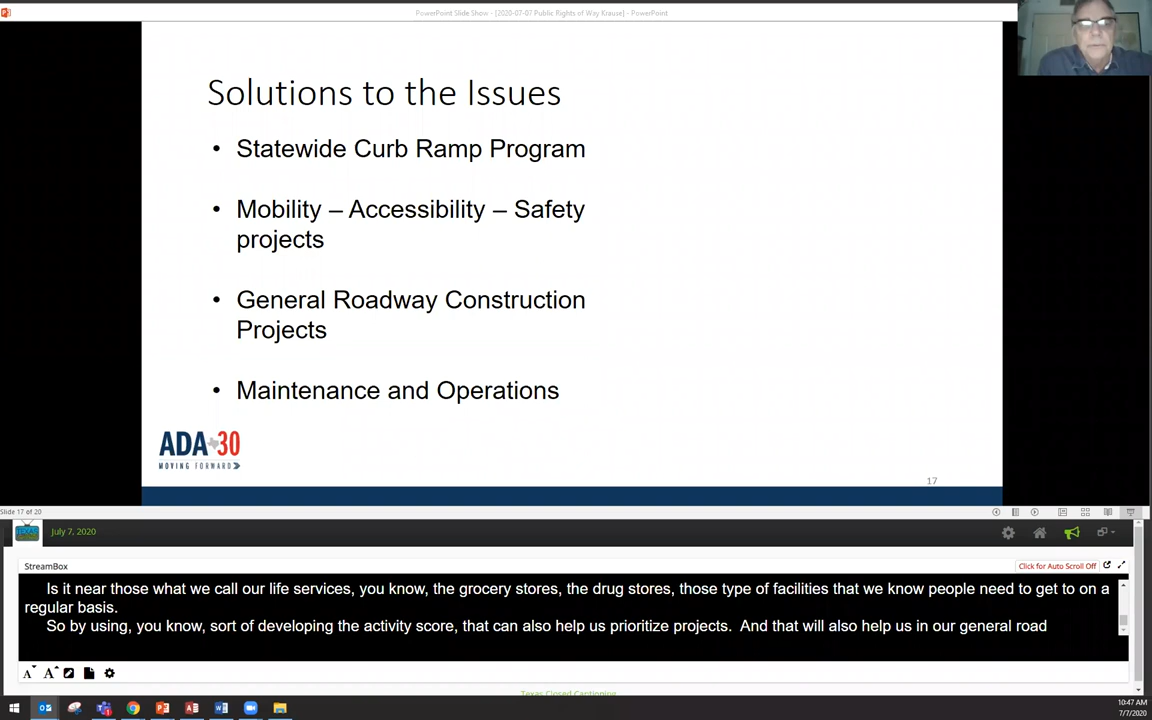 PowerPoint Slide Show - [2020-07-07 Public Rights of Way Krause] - PowerPoint
Solutions to the Issues
• Statewide Curb Ramp Program
• Mobility – Accessibility – Safety
projects
• General Roadway Construction
Projects
• Maintenance and Operations
ADA 30
MOVING FORWARD
17
Slide 17 of 20
July 7, 2020
StreamBox
Click for Auto Scroll Off
Is it near those what we call our life services, you know, the grocery stores, the drug stores, those type of facilities that we know people need to get to on a
regular basis.
So by using, you know, sort of developing the activity score, that can also help us prioritize projects.  And that will also help us in our general road
A A
Texas Closed Captioning
10:47 AM
7/7/2020